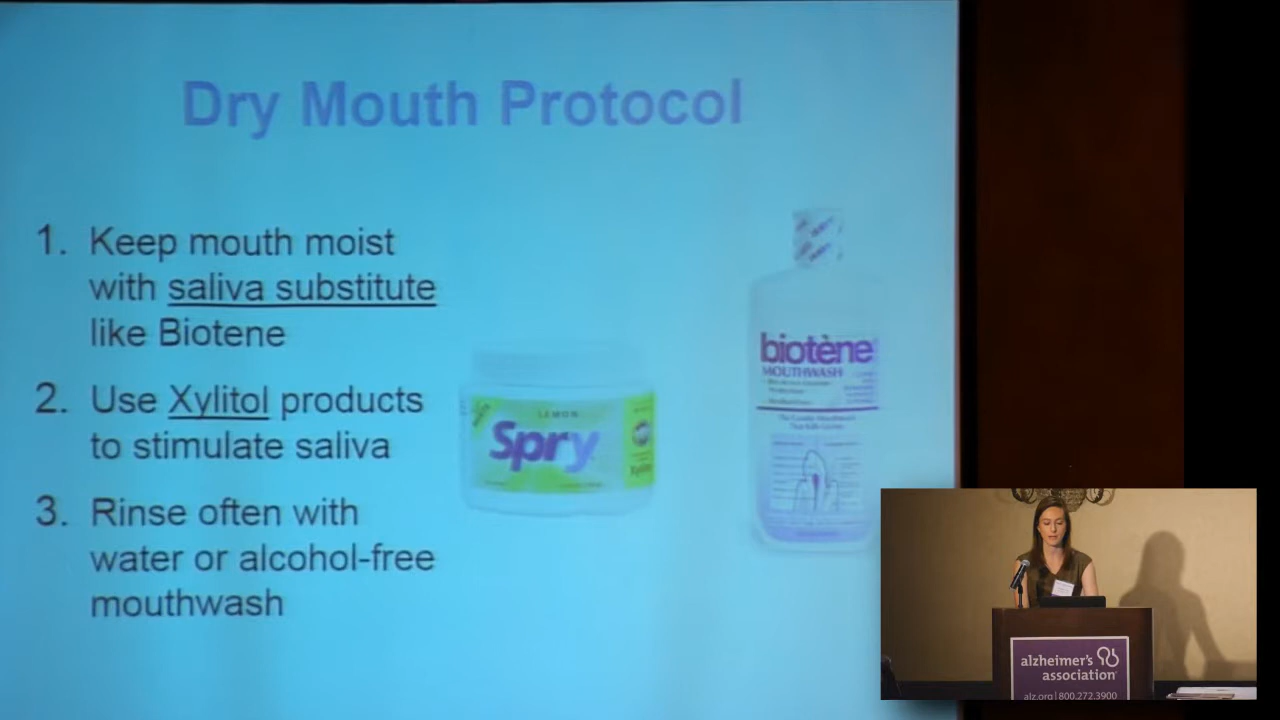 Dry Mouth Protocol
1. Keep mouth moist
with saliva substitute
like Biotene
2. Use Xylitol products
to stimulate saliva
3. Rinse often with
water or alcohol-free
mouthwash
LEMON
Spry
biotène
MOUTHWASH
alzheimer's
association
alz.org|800.272.3900